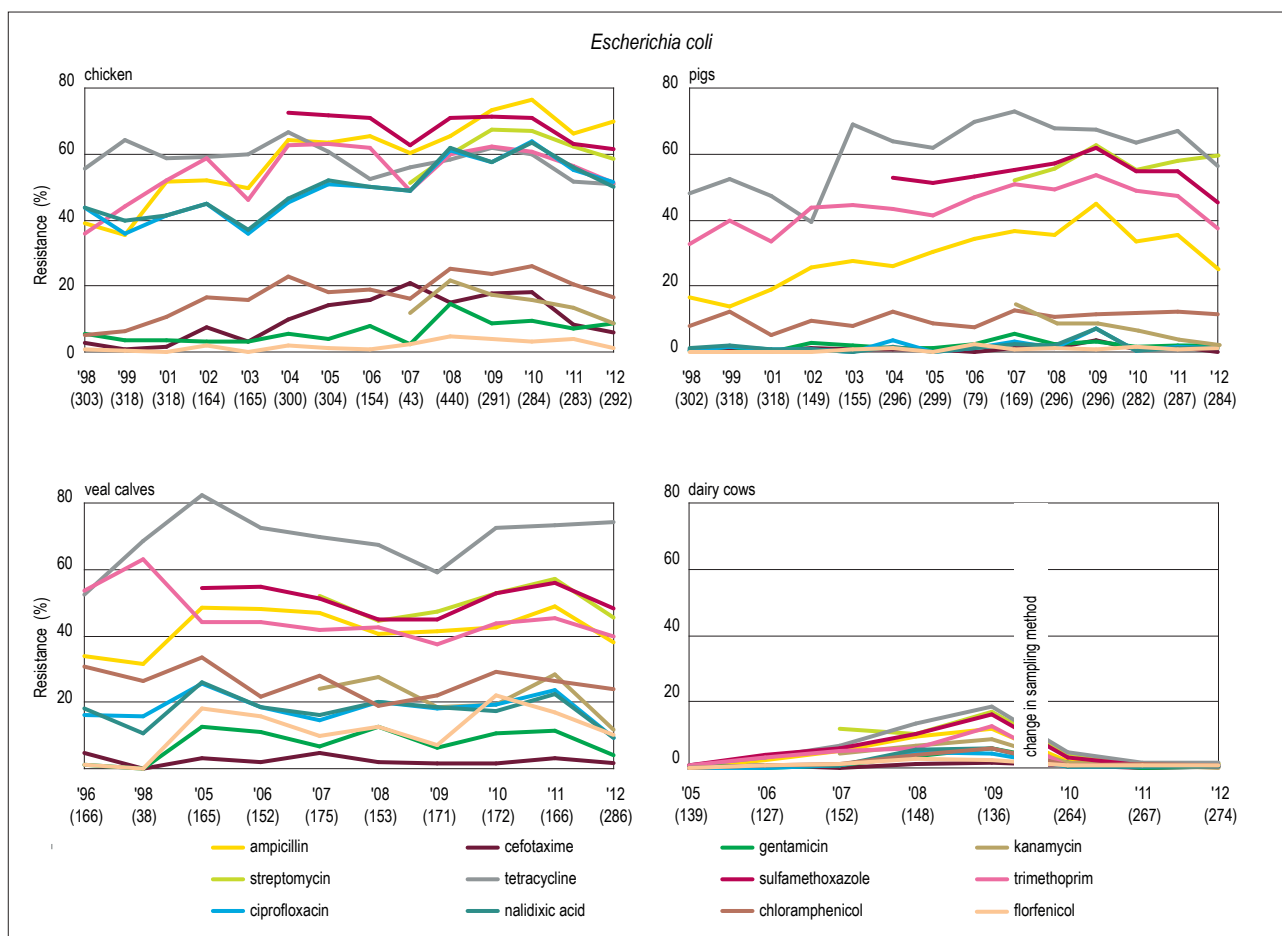 Escherichia coli
chicken
pigs
80
60
40
20
0
Resistance (%)
'98 '99 '01 '02 '03 '04 '05 '06 '07 '08 '09 '10 '11 '12
(303) (318) (318) (164) (165) (300) (304) (154) (43) (440) (291) (284) (283) (292)
80
60
40
20
0
'98 '99 '01 '02 '03 '04 '05 '06 '07 '08 '09 '10 '11 '12
(302) (318) (318) (149) (155) (296) (299) (79) (169) (296) (296) (282) (287) (284)
veal calves
dairy cows
80
60
40
20
Resistance (%)
'96 '98 '05 '06 '07 '08 '09 '10 '11 '12
(166) (38) (165) (152) (175) (153) (171) (172) (166) (286)
80
60
40
20
0
change in sampling method
'05 '06 '07 '08 '09 '10 '11 '12
(139) (127) (152) (148) (136) (264) (267) (274)
ampicillin cefotaxime gentamicin kanamycin
streptomycin tetracycline sulfamethoxazole trimethoprim
ciprofloxacin nalidixic acid chloramphenicol florfenicol